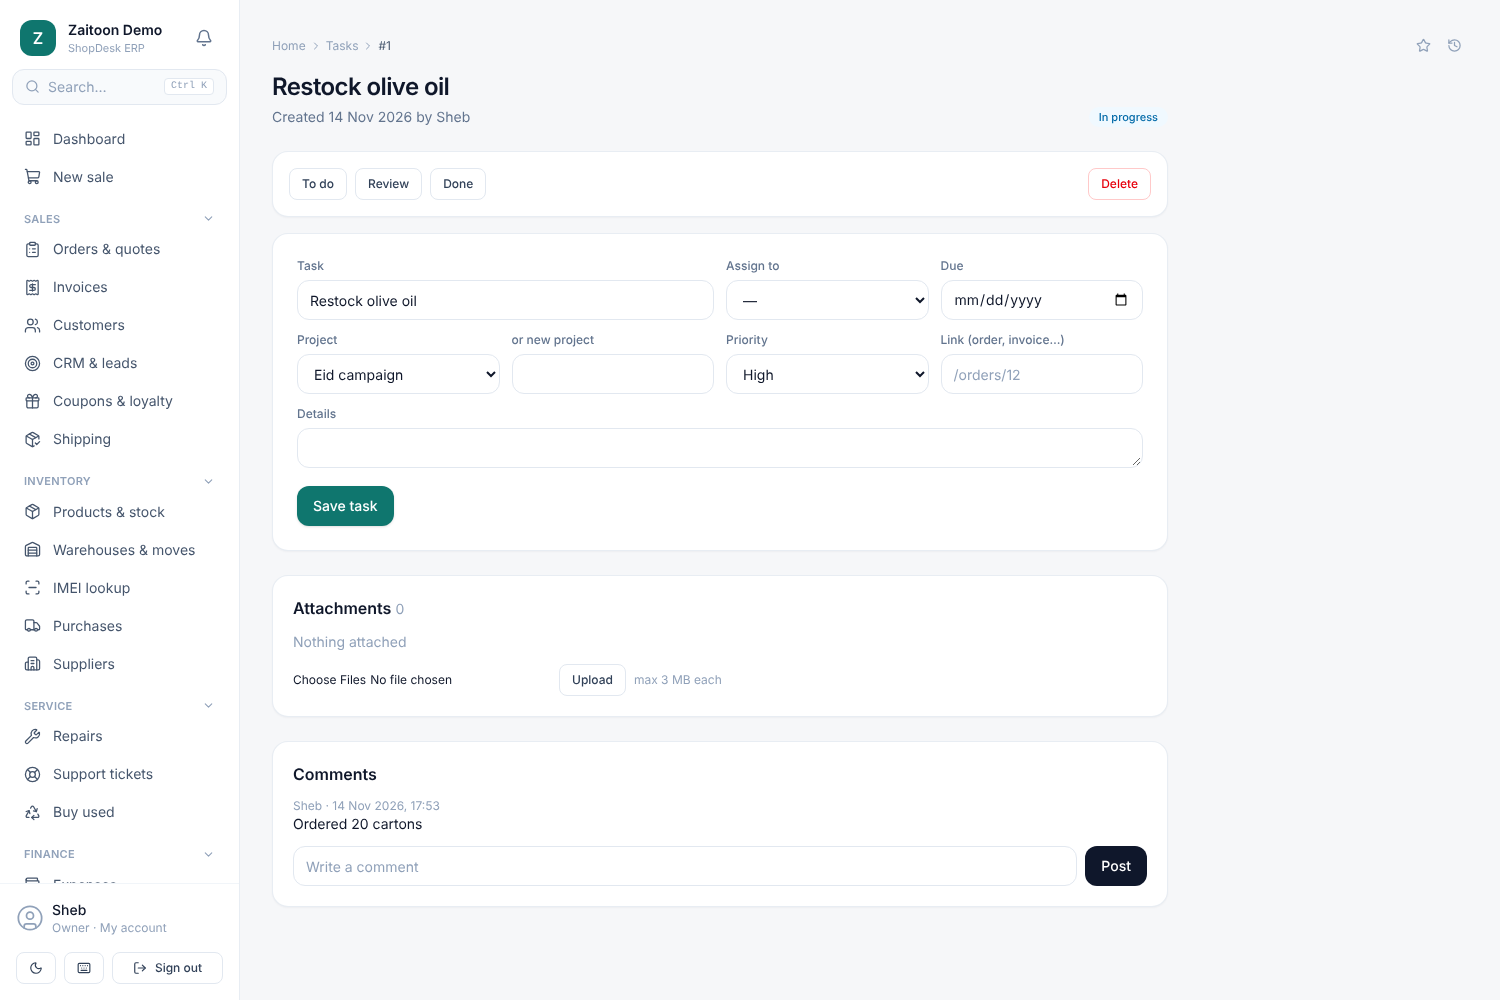 Zaitoon Demo
Z
ShopDesk ERP
Search...
Ctrl K
Dashboard
New sale
SALES
Orders & quotes
Invoices
Customers
CRM & leads
Coupons & loyalty
Shipping
INVENTORY
Products & stock
Warehouses & moves
IMEI lookup
Purchases
Suppliers
SERVICE
Repairs
Support tickets
Buy used
FINANCE
Expenses
Sheb
Owner · My account
Sign out
Home > Tasks > #1
Restock olive oil
Created 14 Nov 2026 by Sheb
In progress
To do Review Done Delete
Task Assign to Due
Restock olive oil — mm/dd/yyyy
Project or new project Priority Link (order, invoice...)
Eid campaign High /orders/12
Details
Save task
Attachments 0
Nothing attached
Choose Files No file chosen Upload max 3 MB each
Comments
Sheb · 14 Nov 2026, 17:53
Ordered 20 cartons
Write a comment Post